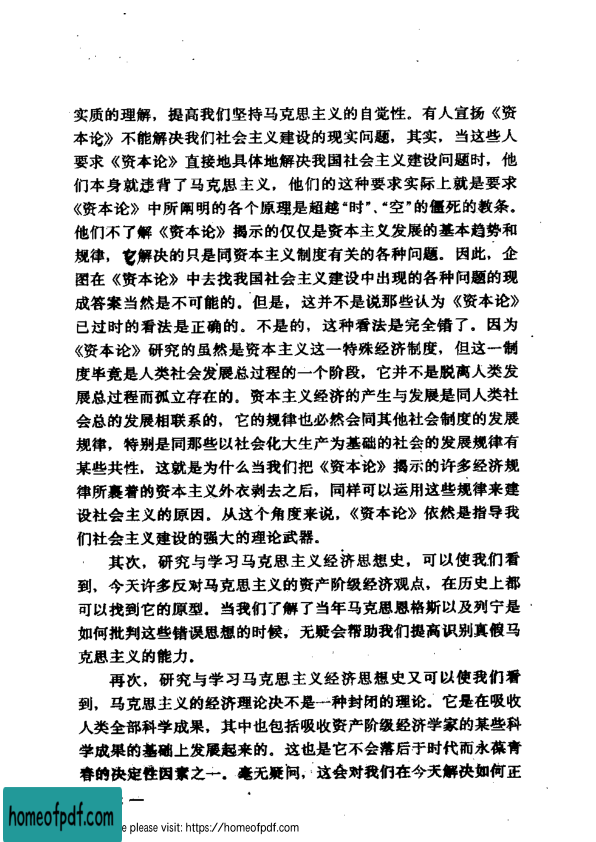 实质的理解，提高我们坚持马克思主义的自觉性。有人宣扬《资
本论》不能解决我们社会主义建设的现实问题，其实，当这些人
要求《资本论》直接地具体地解决我国社会主义建设问题时，他
们本身就违背了马克思主义，他们的这种要求实际上就是要求
《资本论》中所阐明的各个原理是超越“时”、“空”的僵死的教条。
他们不了解《资本论》揭示的仅仅是资本主义发展的基本趋势和
规律，它解决的只是同资本主义制度有关的各种问题。因此，企
图在《资本论》中去找我国社会主义建设中出现的各种问题的现
成答案当然是不可能的。但是，这并不是说那些认为《资本论》
已过时的看法是正确的。不是的，这种看法是完全错了。因为
《资本论》研究的虽然是资本主义这一特殊经济制度，但这一制
度毕竟是人类社会发展总过程的一个阶段，它并不是脱离人类发
展总过程而孤立存在的。资本主义经济的产生与发展是同人类社
会总的发展相联系的，它的规律也必然会同其他社会制度的发展
规律，特别是同那些以社会化大生产为基础的社会的发展规律有
某些共性，这就是为什么当我们把《资本论》揭示的许多经济规
律所裹着的资本主义外衣剥去之后，同样可以运用这些规律来建
设社会主义的原因。从这个角度来说，《资本论》依然是指导我
们社会主义建设的强大的理论武器。
其次，研究与学习马克思主义经济思想史，可以使我们看
到，今天许多反对马克思主义的资产阶级经济观点，在历史上都
可以找到它的原型。当我们了解了当年马克思恩格斯以及列宁是
如何批判这些错误思想的时候，无疑会帮助我们提高识别真假马
克思主义的能力。
再次，研究与学习马克思主义经济思想史又可以使我们看
到，马克思主义的经济理论决不是一种封闭的理论。它是在吸收
人类全部科学成果，其中也包括吸收资产阶级经济学家的某些科
学成果的基础上发展起来的。这也是它不会落后于时代而永葆青
春的决定性因素之一。毫无疑问，这会对我们在今天解决如何正
homeofpdf.com
please visit: https://homeofpdf.com